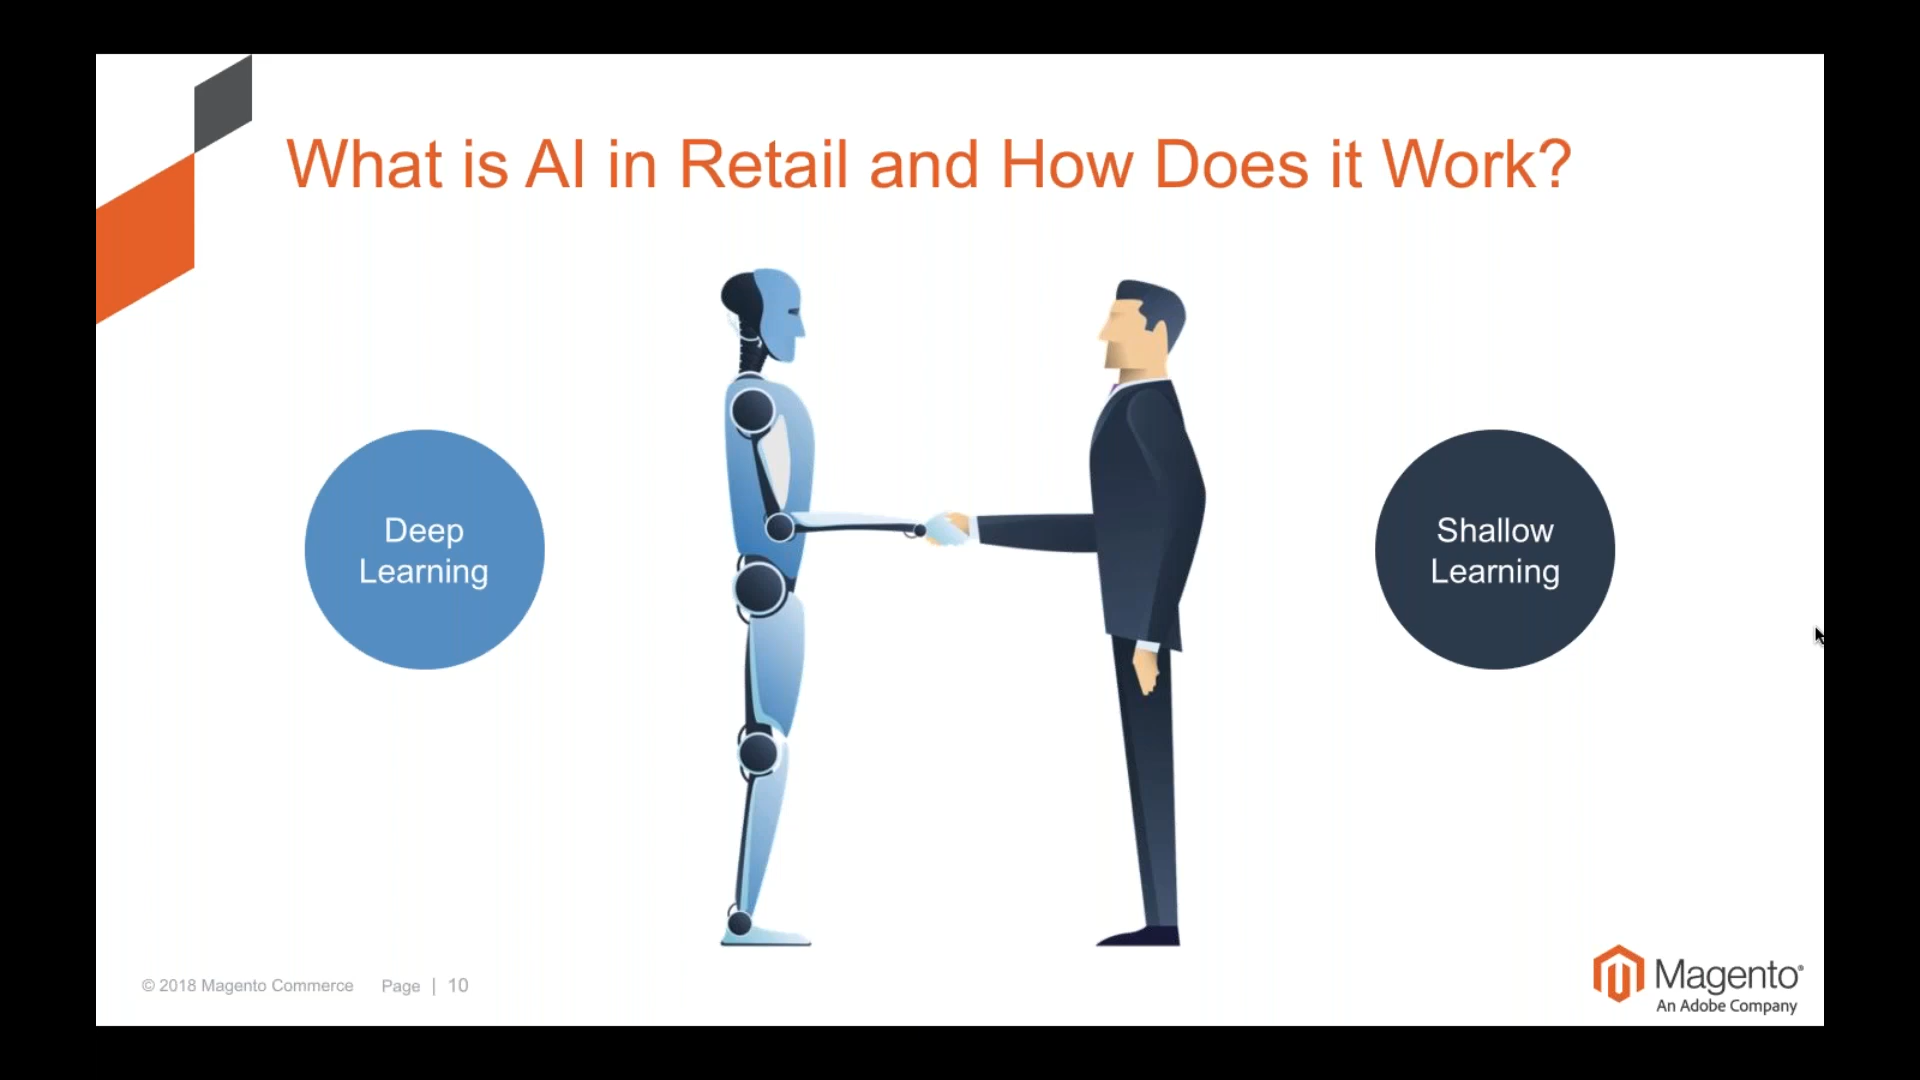 What is AI in Retail and How Does it Work?
Deep
Learning
Shallow
Learning
© 2018 Magento Commerce Page | 10
Magento®
An Adobe Company